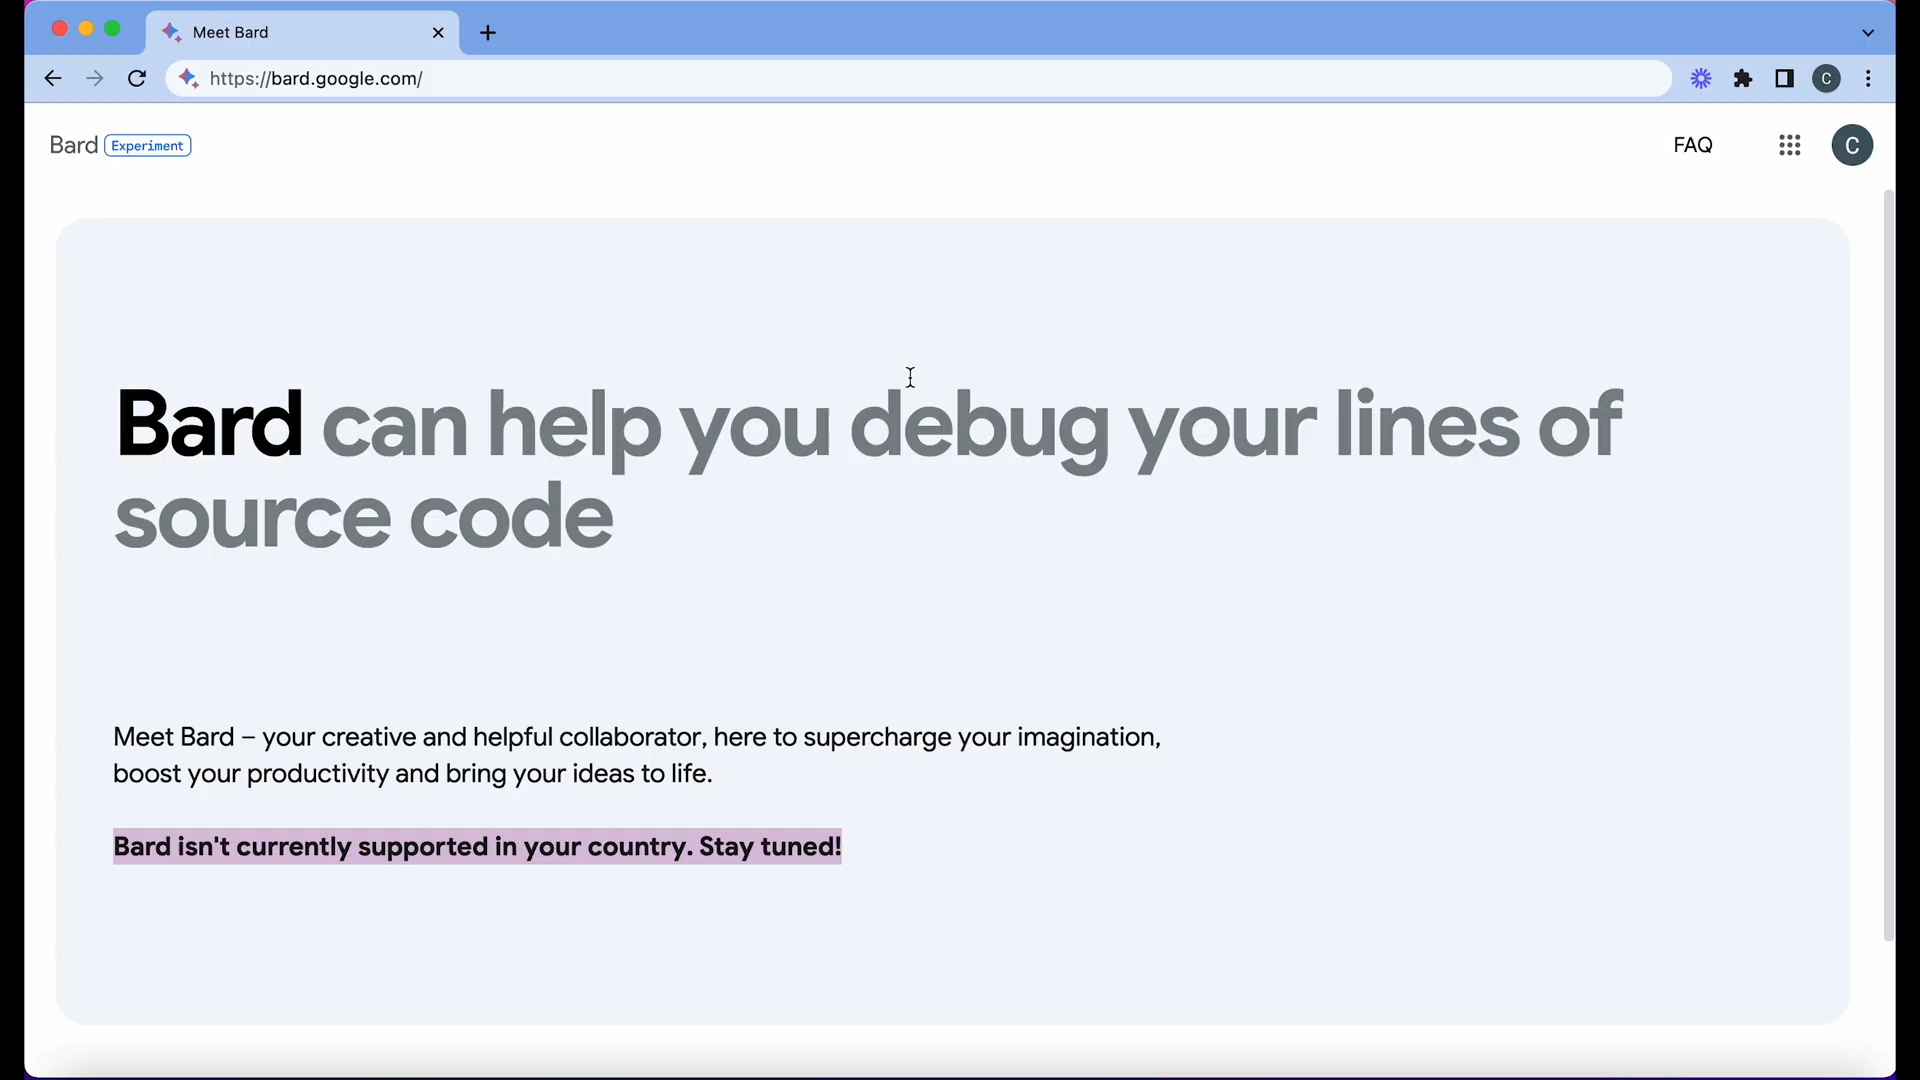 Meet Bard
https://bard.google.com/
C
Bard Experiment
FAQ
C
Bard can help you debug your lines of
source code
Meet Bard – your creative and helpful collaborator, here to supercharge your imagination,
boost your productivity and bring your ideas to life.
Bard isn't currently supported in your country. Stay tuned!